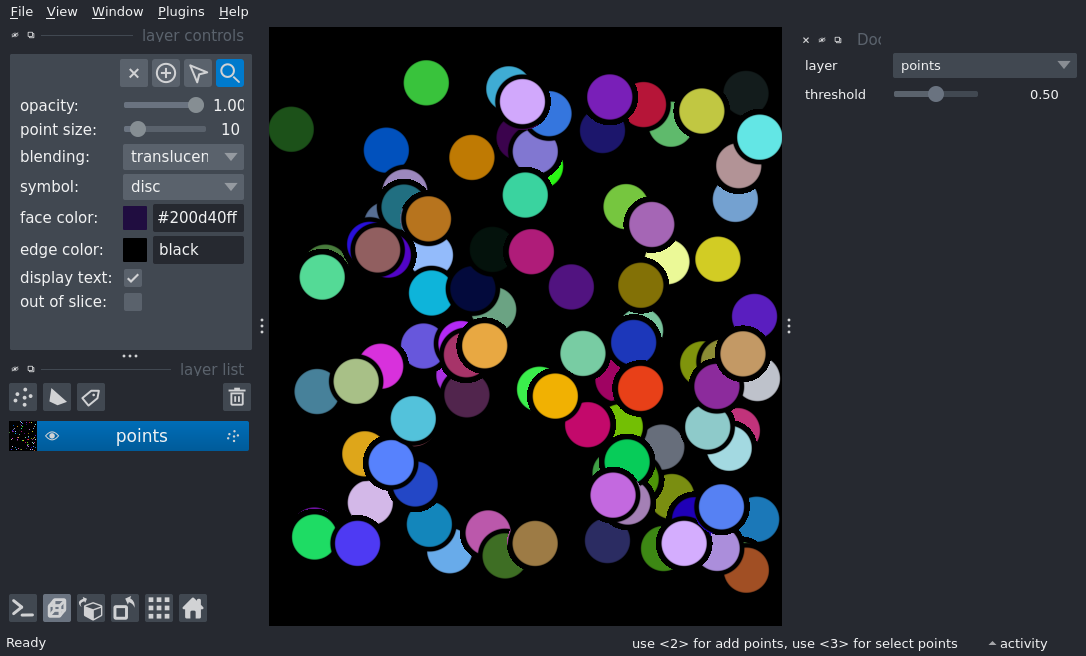 File View Window Plugins Help
layer controls
opacity: 1.00
point size: 10
blending: translucen
symbol: disc
face color: #200d40ff
edge color: black
display text:
out of slice:
layer list
points
Doc
layer points
threshold 0.50
Ready
use <2> for add points, use <3> for select points
activity